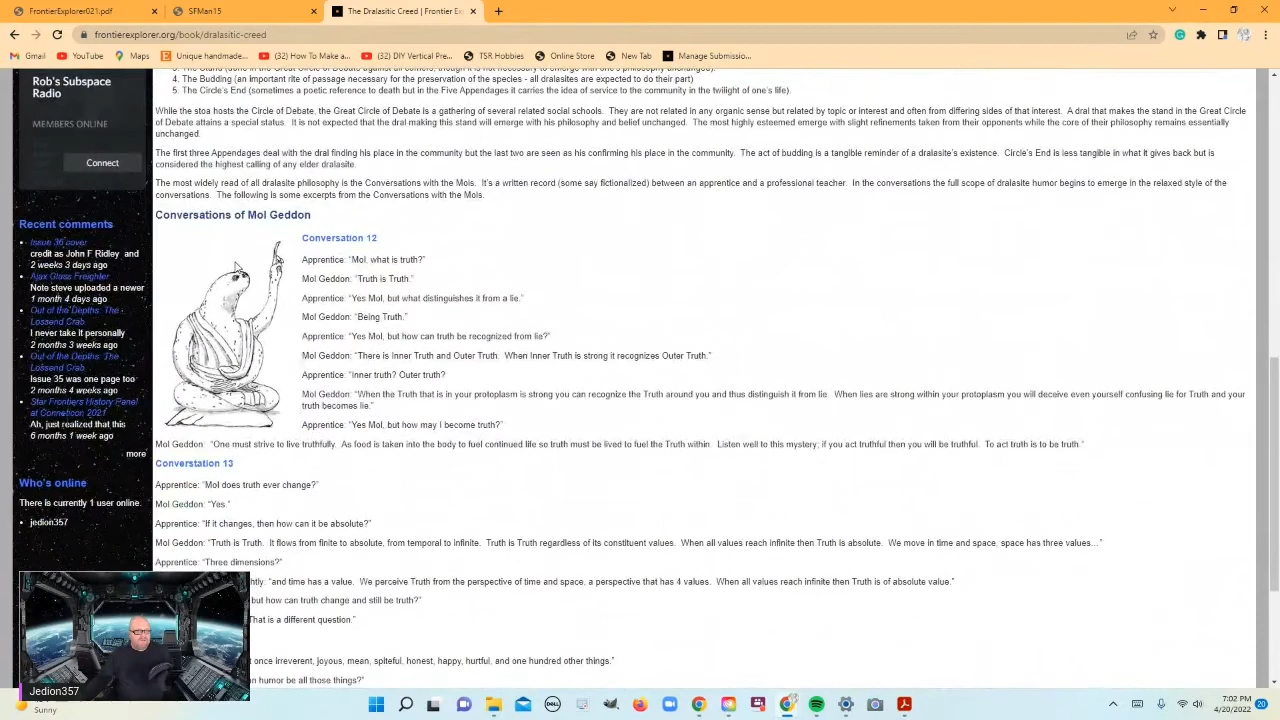 FrontierExplorer021.pdf
SFMan15
The Dralasitic Creed | Frontier Ex
frontierexplorer.org/book/dralasitic-creed
Gmail
YouTube
Maps
Unique handmade...
(32) How To Make a...
(32) DIY Vertical Pre...
TSR Hobbies
Online Store
New Tab
Manage Submissio...
Rob's Subspace
Radio
MEMBERS ONLINE
Connect
Recent comments
Issue 36 cover
credit as John F Ridley and
2 weeks 3 days ago
Ajax Glass Freighter
Note steve uploaded a newer
1 month 4 days ago
Out of the Depths: The
Lossend Crab
I never take it personally
2 months 3 weeks ago
Out of the Depths: The
Lossend Crab
Issue 35 was one page too
2 months 4 weeks ago
Star Frontiers History Panel
at Conneticon 2021
Ah, just realized that this
6 months 1 week ago
more
Who's online
There is currently 1 user online.
jedion357
4. The Budding (an important rite of passage necessary for the preservation of the species - all dralasites are expected to do their part)
5. The Circle's End (sometimes a poetic reference to death but in the Five Appendages it carries the idea of service to the community in the twilight of one's life)
While the stoa hosts the Circle of Debate, the Great Circle of Debate is a gathering of several related social schools. They are not related in any organic sense but related by topic or interest and often from differing sides of that interest. A dral that makes the stand in the Great Circle
of Debate attains a special status. It is not expected that the dral making this stand will emerge with his philosophy and belief unchanged. The most highly esteemed emerge with slight refinements taken from their opponents while the core of their philosophy remains essentially
unchanged.
The first three Appendages deal with the dral finding his place in the community but the last two are seen as his confirming his place in the community. The act of budding is a tangible reminder of a dralasite's existence. Circle's End is less tangible in what it gives back but is
considered the highest calling of any elder dralasite.
The most widely read of all dralasite philosophy is the Conversations with the Mols. It's a written record (some say fictionalized) between an apprentice and a professional teacher. In the conversations the full scope of dralasite humor begins to emerge in the relaxed style of the
conversations. The following is some excerpts from the Conversations with the Mols.
Conversations of Mol Geddon
Conversation 12
Apprentice: “Mol, what is truth?”
Mol Geddon: “Truth is Truth.”
Apprentice: “Yes Mol, but what distinguishes it from a lie.”
Mol Geddon: “Being Truth.”
Apprentice: “Yes Mol, but how can truth be recognized from lie?”
Mol Geddon: “There is Inner Truth and Outer Truth. When Inner Truth is strong it recognizes Outer Truth.”
Apprentice: “Inner truth? Outer truth?
Mol Geddon: “When the Truth that is in your protoplasm is strong you can recognize the Truth around you and thus distinguish it from lie. When lies are strong within your protoplasm you will deceive even yourself confusing lie for Truth and your
truth becomes lie.”
Apprentice: “Yes Mol, but how may I become truth?”
Mol Geddon: “One must strive to live truthfully. As food is taken into the body to fuel continued life so truth must be lived to fuel the Truth within. Listen well to this mystery; if you act truthful then you will be truthful. To act truth is to be truth.”
Converstation 13
Apprentice: “Mol does truth ever change?”
Mol Geddon: “Yes.”
Apprentice: “If it changes, then how can it be absolute?”
Mol Geddon: “Truth is Truth. It flows from finite to absolute, from temporal to infinite. Truth is Truth regardless of its constituent values. When all values reach infinite then Truth is absolute. We move in time and space, space has three values…”
Apprentice: “Three dimensions?”
ntly: “and time has a value. We perceive Truth from the perspective of time and space, a perspective that has 4 values. When all values reach infinite then Truth is of absolute value.”
but how can truth change and still be truth?”
That is a different question.”
once irreverent, joyous, mean, spiteful, honest, happy, hurtful, and one hundred other things.”
n humor be all those things?”
Jedion357
Sunny
DELL
7:02 PM
4/20/2022
20